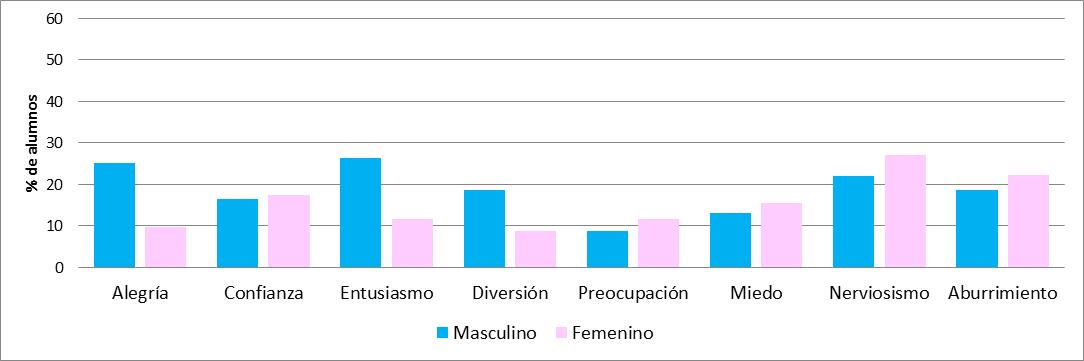 60
50
40
30
20
10
0
% de alumnos
Alegría Confianza Entusiasmo Diversión Preocupación Miedo Nerviosismo Aburrimiento
Masculino Femenino